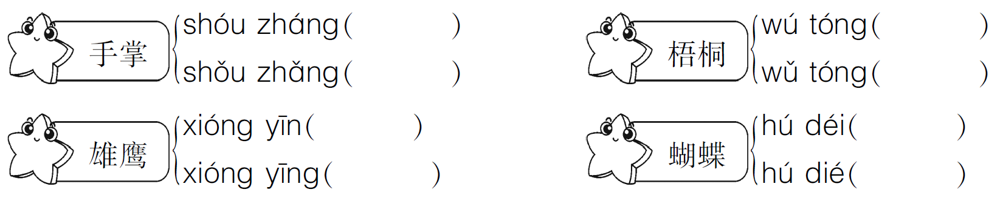 手掌 shóu zháng( )
shǒu zhǎng( )
梧桐 wú tóng( )
wǔ tóng( )
雄鹰 xióng yīn( )
xióng yīng( )
蝴蝶 hú déi( )
hú dié( )